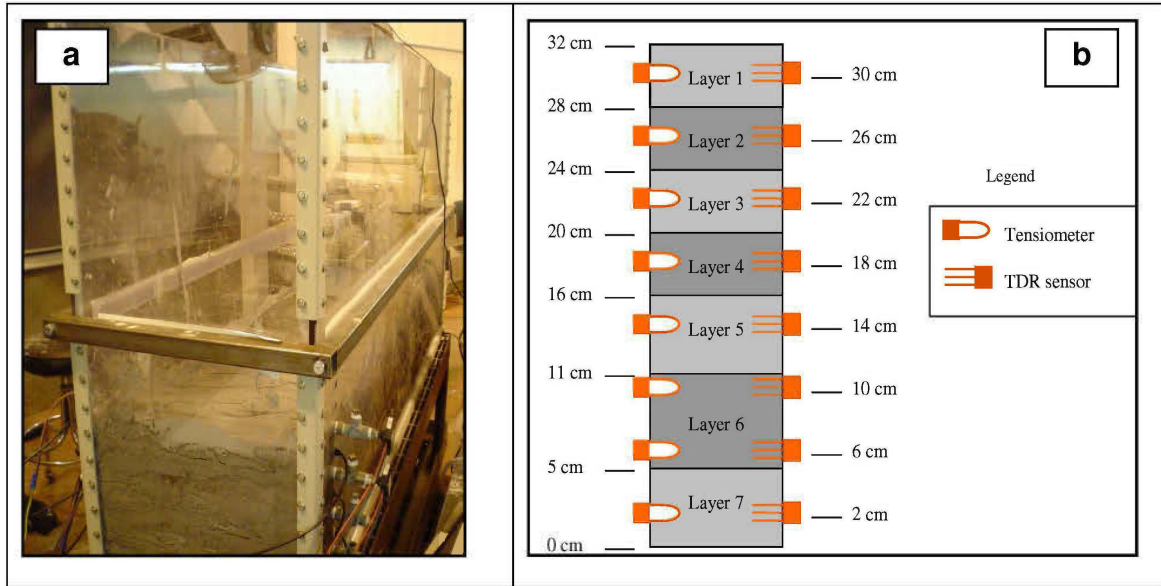 a
b
32 cm
Layer 1
30 cm
28 cm
Layer 2
26 cm
24 cm
Layer 3
22 cm
20 cm
Layer 4
18 cm
16 cm
Layer 5
14 cm
11 cm
10 cm
Layer 6
6 cm
5 cm
Layer 7
2 cm
0 cm
Legend
Tensiometer
TDR sensor